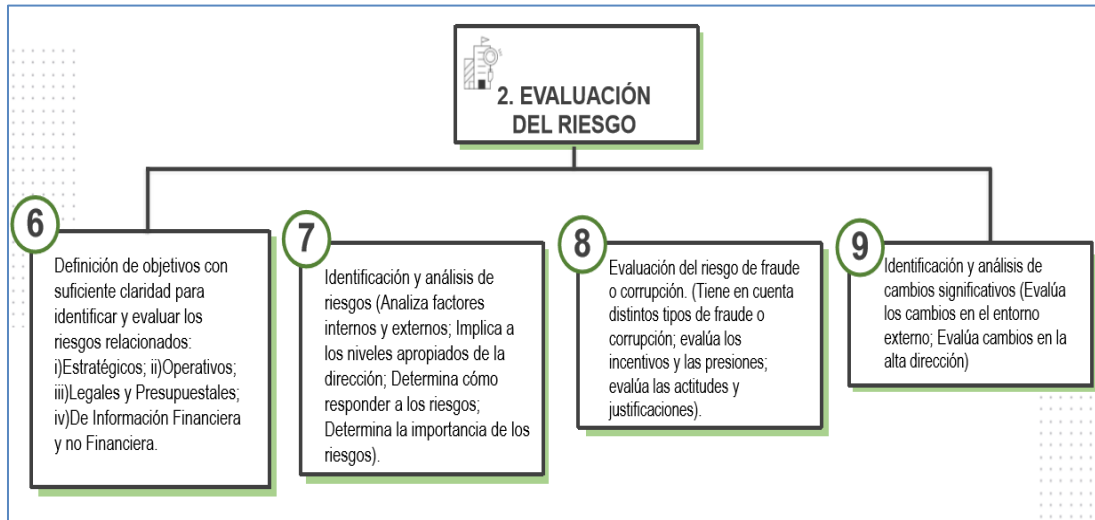 2. EVALUACIÓN
DEL RIESGO
6
Definición de objetivos con
suficiente claridad para
identificar y evaluar los
riesgos relacionados:
i)Estratégicos; ii)Operativos;
iii)Legales y Presupuestales;
iv)De Información Financiera
y no Financiera.
7
Identificación y análisis de
riesgos (Analiza factores
internos y externos; Implica a
los niveles apropiados de la
dirección; Determina cómo
responder a los riesgos;
Determina la importancia de los
riesgos).
8
Evaluación del riesgo de fraude
o corrupción. (Tiene en cuenta
distintos tipos de fraude o
corrupción; evalúa los
incentivos y las presiones;
evalúa las actitudes y
justificaciones).
9
Identificación y análisis de
cambios significativos (Evalúa
los cambios en el entorno
externo; Evalúa cambios en la
alta dirección)